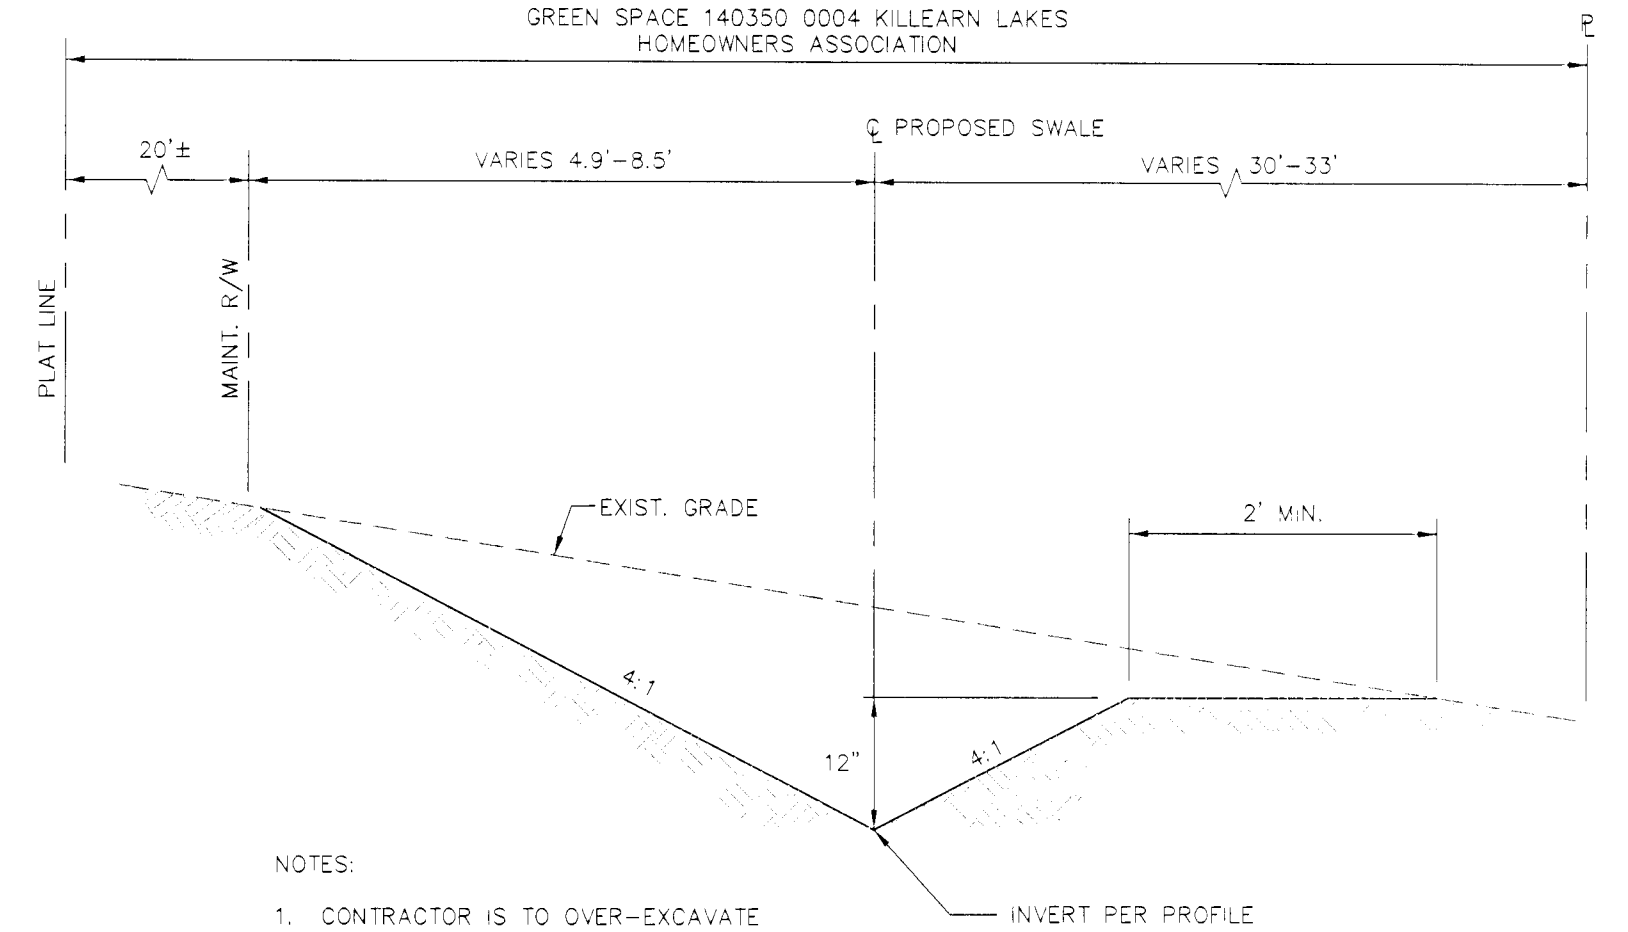 GREEN SPACE 140350 0004 KILLEARN LAKES
HOMEOWNERS ASSOCIATION
PL
CL PROPOSED SWALE
20'±
VARIES 4.9'-8.5'
VARIES 30'-33'
PLAT LINE
MAINT. R/W
EXIST. GRADE
2' MIN.
4:1
12"
4:1
NOTES:
1. CONTRACTOR IS TO OVER-EXCAVATE
INVERT PER PROFILE